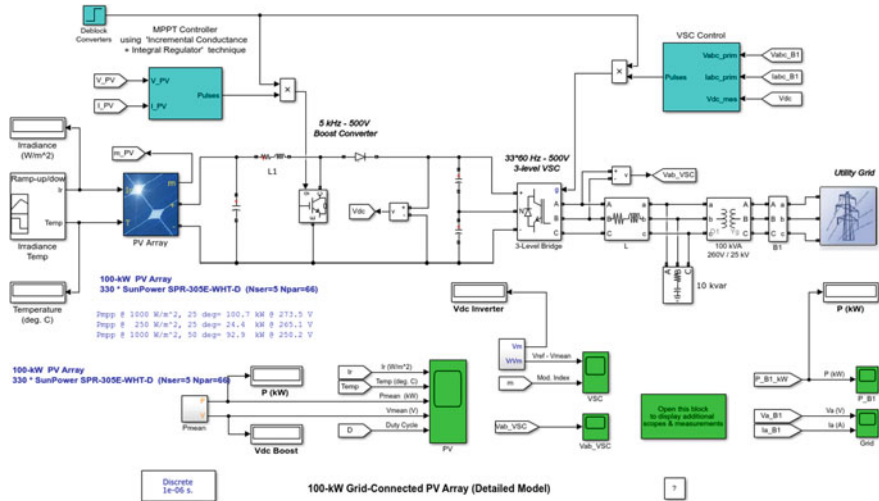 Deblock
Converters
MPPT Controller
using 'Incremental Conductance
+ Integral Regulator' technique
V_PV
I_PV
V_PV
I_PV
Pulses
×
VSC Control
Pulses
Vabc_prim
Iabc_prim
Vdc_mes
Vabc_B1
Iabc_B1
Vdc
×
5 kHz - 500V
Boost Converter
33*60 Hz - 500V
3-level VSC
Irradiance
(W/m^2)
m_PV
L1
Ramp-up/dow
Ir
Temp
Irradiance
Temp
Ir
T
m
+
-
PV Array
Vdc
v
+
-
g
+
N
-
A
B
C
3-Level Bridge
v
+
-
Vab_VSC
A
B
C
a
b
c
L
A
B
C
10 kvar
a
b
c
A
B
C
100 kVA
260V / 25 kV
A
B
C
a
b
c
B1
Utility Grid
Temperature
(deg. C)
100-kW PV Array
330 * SunPower SPR-305E-WHT-D (Nser=5 Npar=66)
Pmpp @ 1000 W/m^2, 25 deg= 100.7 kW @ 273.5 V
Pmpp @ 250 W/m^2, 25 deg= 24.4 kW @ 265.1 V
Pmpp @ 1000 W/m^2, 50 deg= 92.9 kW @ 250.2 V
Vdc Inverter
P (kW)
100-kW PV Array
330 * SunPower SPR-305E-WHT-D (Nser=5 Npar=66)
P (kW)
P
V
Pmean
Vdc Boost
Ir
Temp
D
Ir (W/m^2)
Temp (deg. C)
Pmean (kW)
Vmean (V)
Duty Cycle
PV
Vm
VrVm
Vref - Vmean
m
Mod. Index
VSC
Vab_VSC
Vab_VSC
Open this block
to display additional
scopes & measurements
P_B1_kW
P (kW)
P_B1
Va_B1
Ia_B1
Va (V)
Ia (A)
Grid
Discrete
1e-06 s.
100-kW Grid-Connected PV Array (Detailed Model)
?